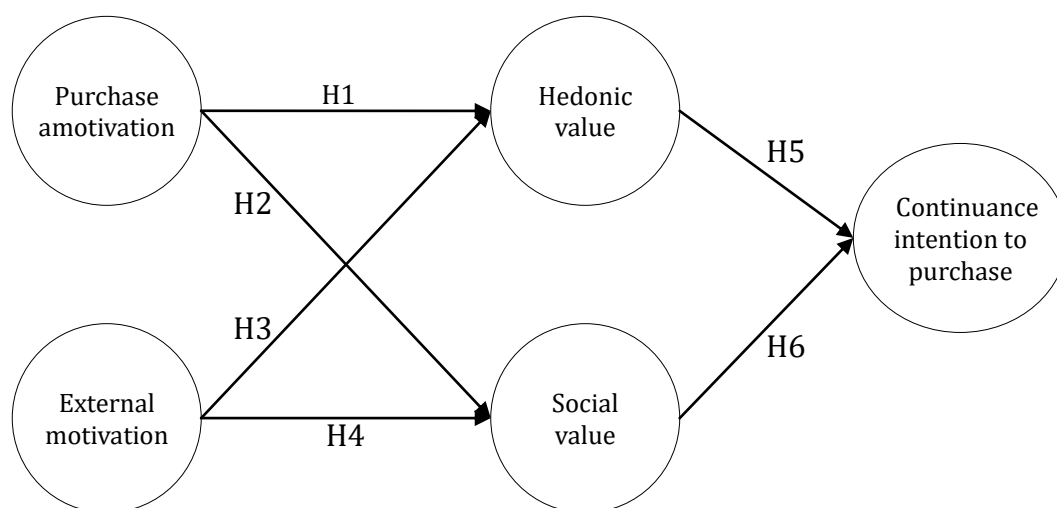 Purchase
amotivation
H1
Hedonic
value
H2
H5
Continuance
intention to
purchase
H3
H6
External
motivation
H4
Social
value